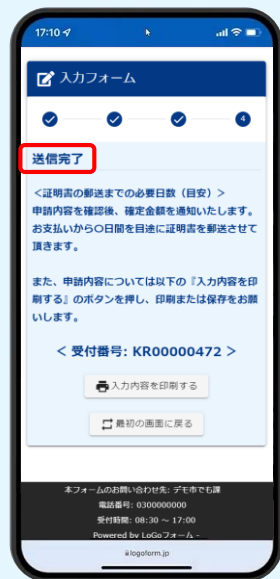 17:10
入力フォーム
4
送信完了
<証明書の郵送までの必要日数(目安)>
申請内容を確認後、確定金額を通知いたします。
お支払いから〇日間を目途に証明書を郵送させて
頂きます。
また、申請内容については以下の『入力内容を印
刷する』のボタンを押し、印刷または保存をお願
いします。
< 受付番号: KR00000472 >
入力内容を印刷する
最初の画面に戻る
本フォームのお問い合わせ先: デモ市でも課
電話番号: 0300000000
受付時間: 08:30 ~ 17:00
Powered by LoGoフォーム -
logoform.jp